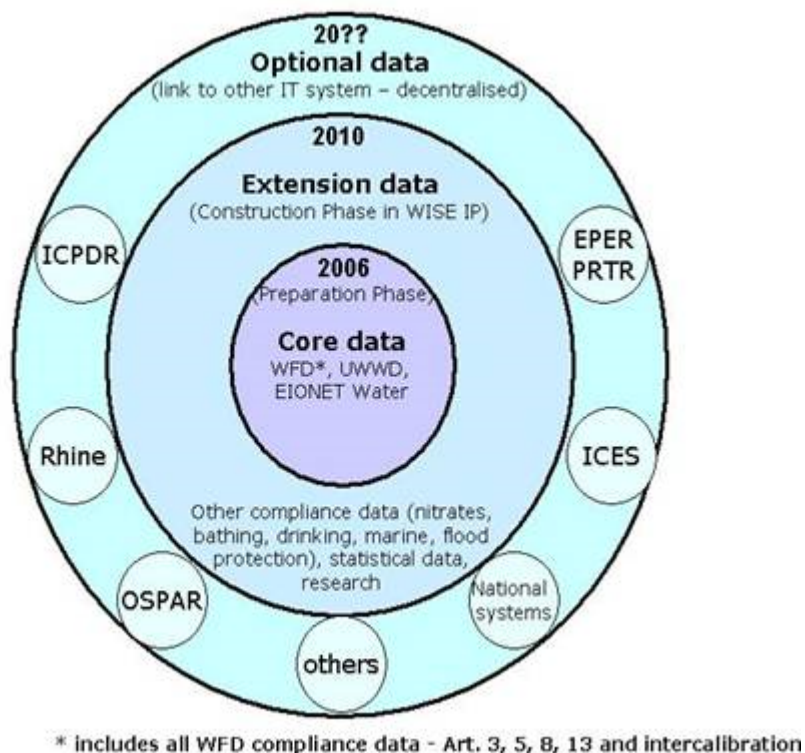 20??
Optional data
(link to other IT system – decentralised)
2010
Extension data
(Construction Phase in WISE IP)
ICPDR
EPER
PRTR
2006
(Preparation Phase)
Core data
WFD*, UWWD,
EIONET Water
Rhine
ICES
Other compliance data (nitrates,
bathing, drinking, marine, flood
protection), statistical data,
research
OSPAR
National
systems
others
* includes all WFD compliance data - Art. 3, 5, 8, 13 and intercalibration